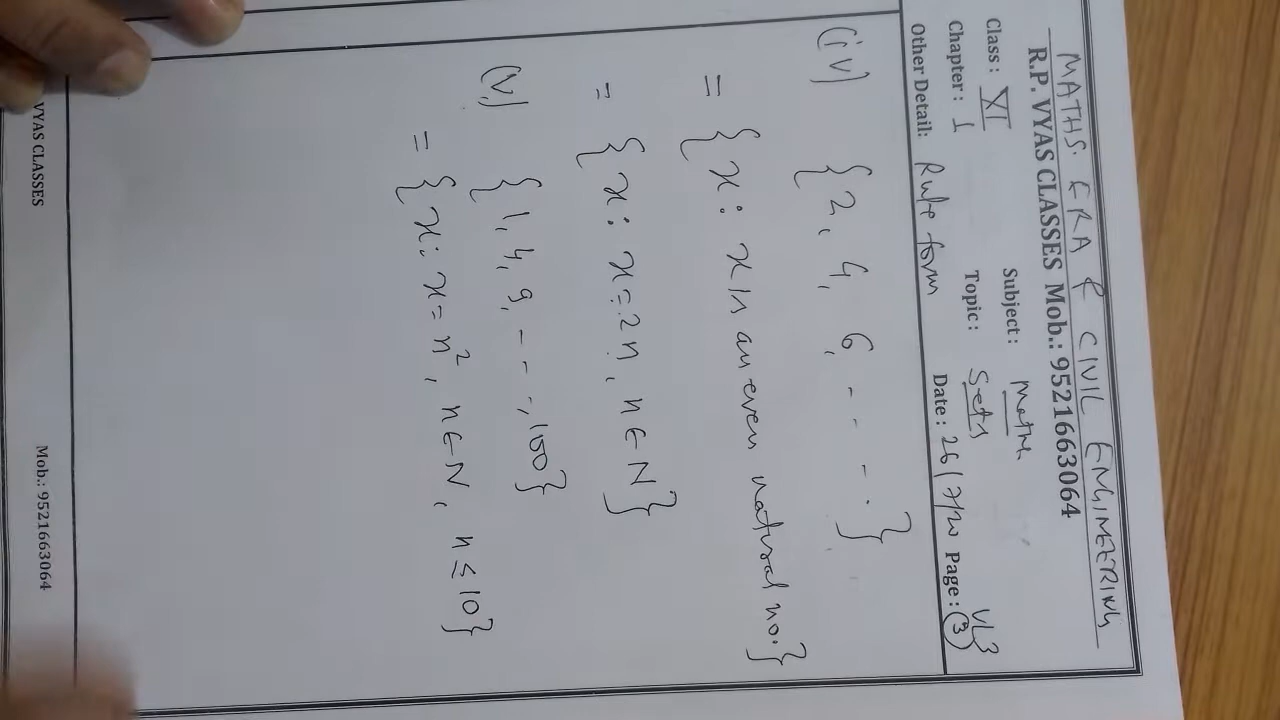 MATHS. ERA & CIVIL ENGINEERING
R.P. VYAS CLASSES Mob.: 9521663064
Class: XI Subject: Maths VL3
Chapter: 1 Topic: Sets
Other Detail: Rule form Date: 26/7/20 Page: 3
(iv) {2, 4, 6, - - - .}
= {x: x is an even natural no.}
= {x: x = 2n, n ∈ N}
(v) {1, 4, 9, - - -, 100}
= {x: x = n², n ∈ N, n ≤ 10}
VYAS CLASSES Mob.: 9521663064